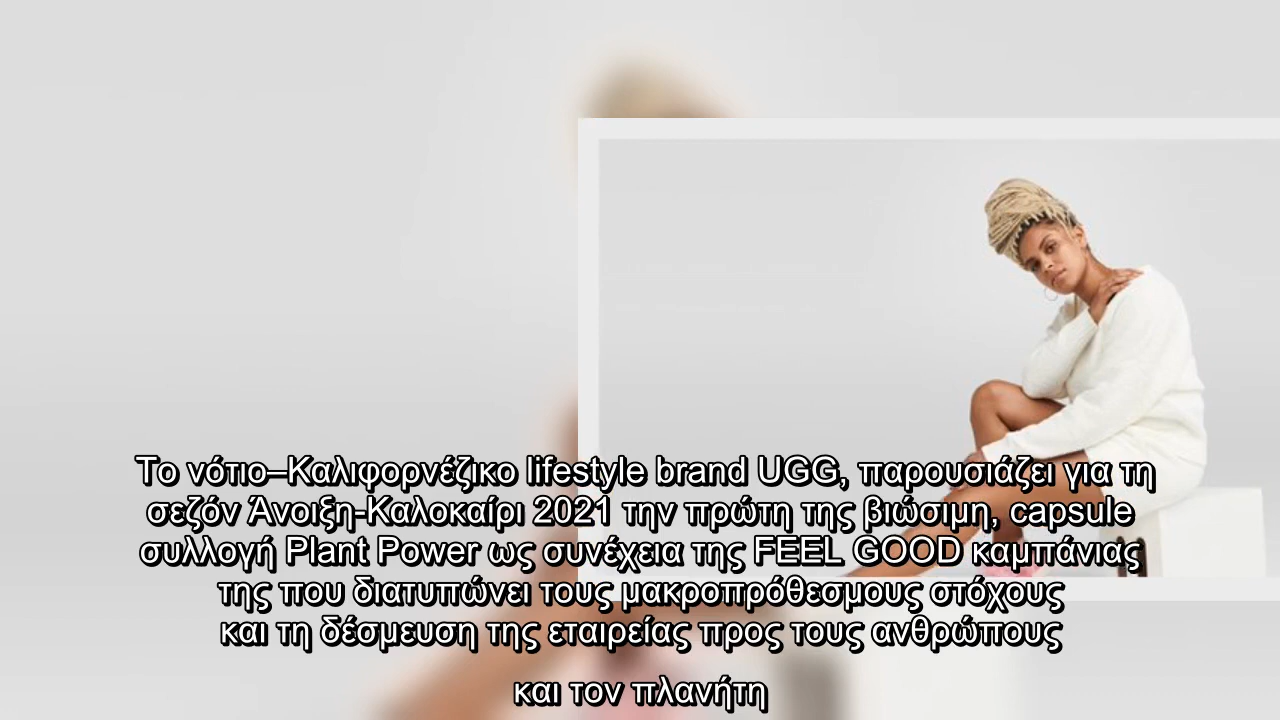 Το νότιο–Καλιφορνέζικο lifestyle brand UGG, παρουσιάζει για τη
σεζόν Άνοιξη-Καλοκαίρι 2021 την πρώτη της βιώσιμη, capsule
συλλογή Plant Power ως συνέχεια της FEEL GOOD καμπάνιας
της που διατυπώνει τους μακροπρόθεσμους στόχους
και τη δέσμευση της εταιρείας προς τους ανθρώπους
και τον πλανήτη